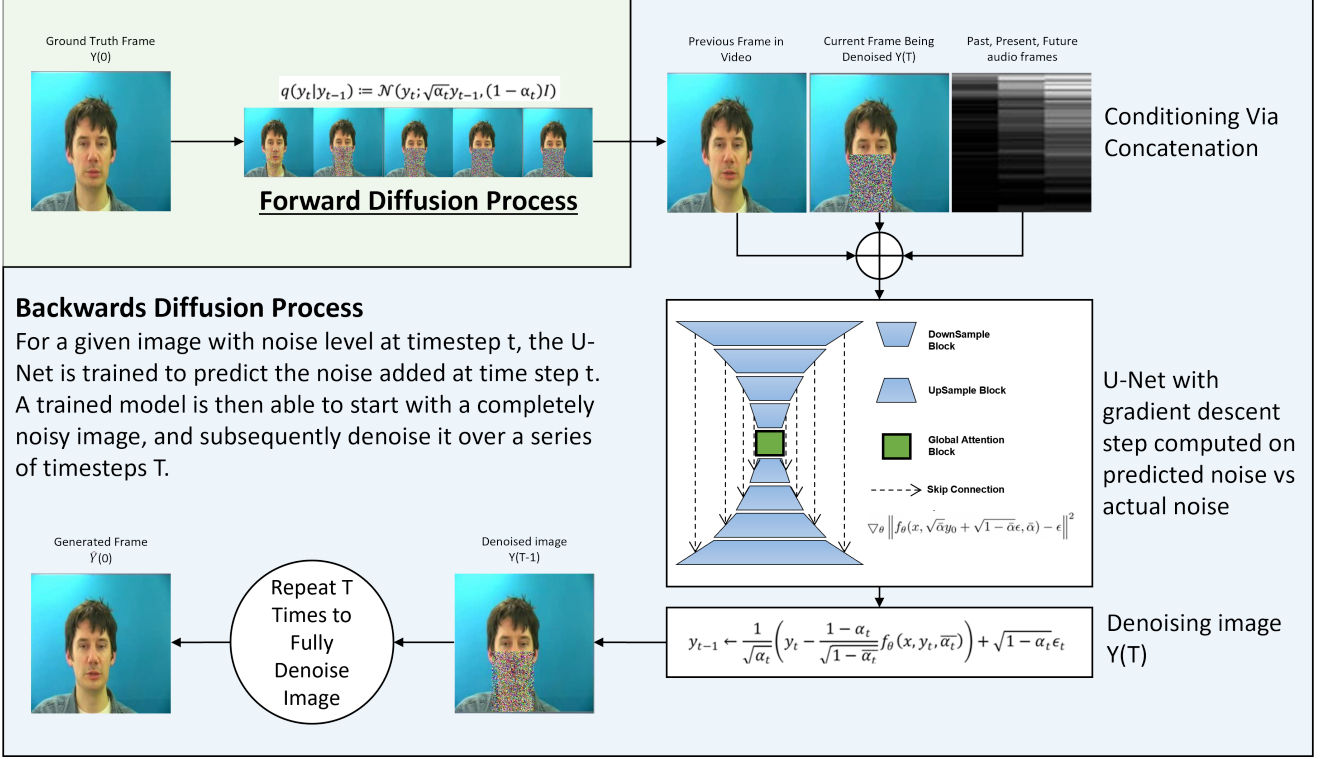 Ground Truth Frame
Y(0)
q(y_t|y_{t-1}) ≔ 𝒩(y_t; √α_t y_{t-1}, (1 − α_t)I)
Forward Diffusion Process
Previous Frame in
Video
Current Frame Being
Denoised Y(T)
Past, Present, Future
audio frames
Conditioning Via
Concatenation
Backwards Diffusion Process
For a given image with noise level at timestep t, the U-
Net is trained to predict the noise added at time step t.
A trained model is then able to start with a completely
noisy image, and subsequently denoise it over a series
of timesteps T.
DownSample
Block
UpSample Block
Global Attention
Block
Skip Connection
▽_θ ‖f_θ(x, √ᾱ y_0 + √(1 − ᾱ) ϵ, ᾱ) − ϵ‖²
U-Net with
gradient descent
step computed on
predicted noise vs
actual noise
Generated Frame
Ŷ(0)
Repeat T
Times to
Fully
Denoise
Image
Denoised image
Y(T-1)
y_{t−1} ← 1/√α_t (y_t − (1 − α_t)/√(1 − ᾱ_t) f_θ(x, y_t, ᾱ_t)) + √(1 − α_t) ϵ_t
Denoising image
Y(T)